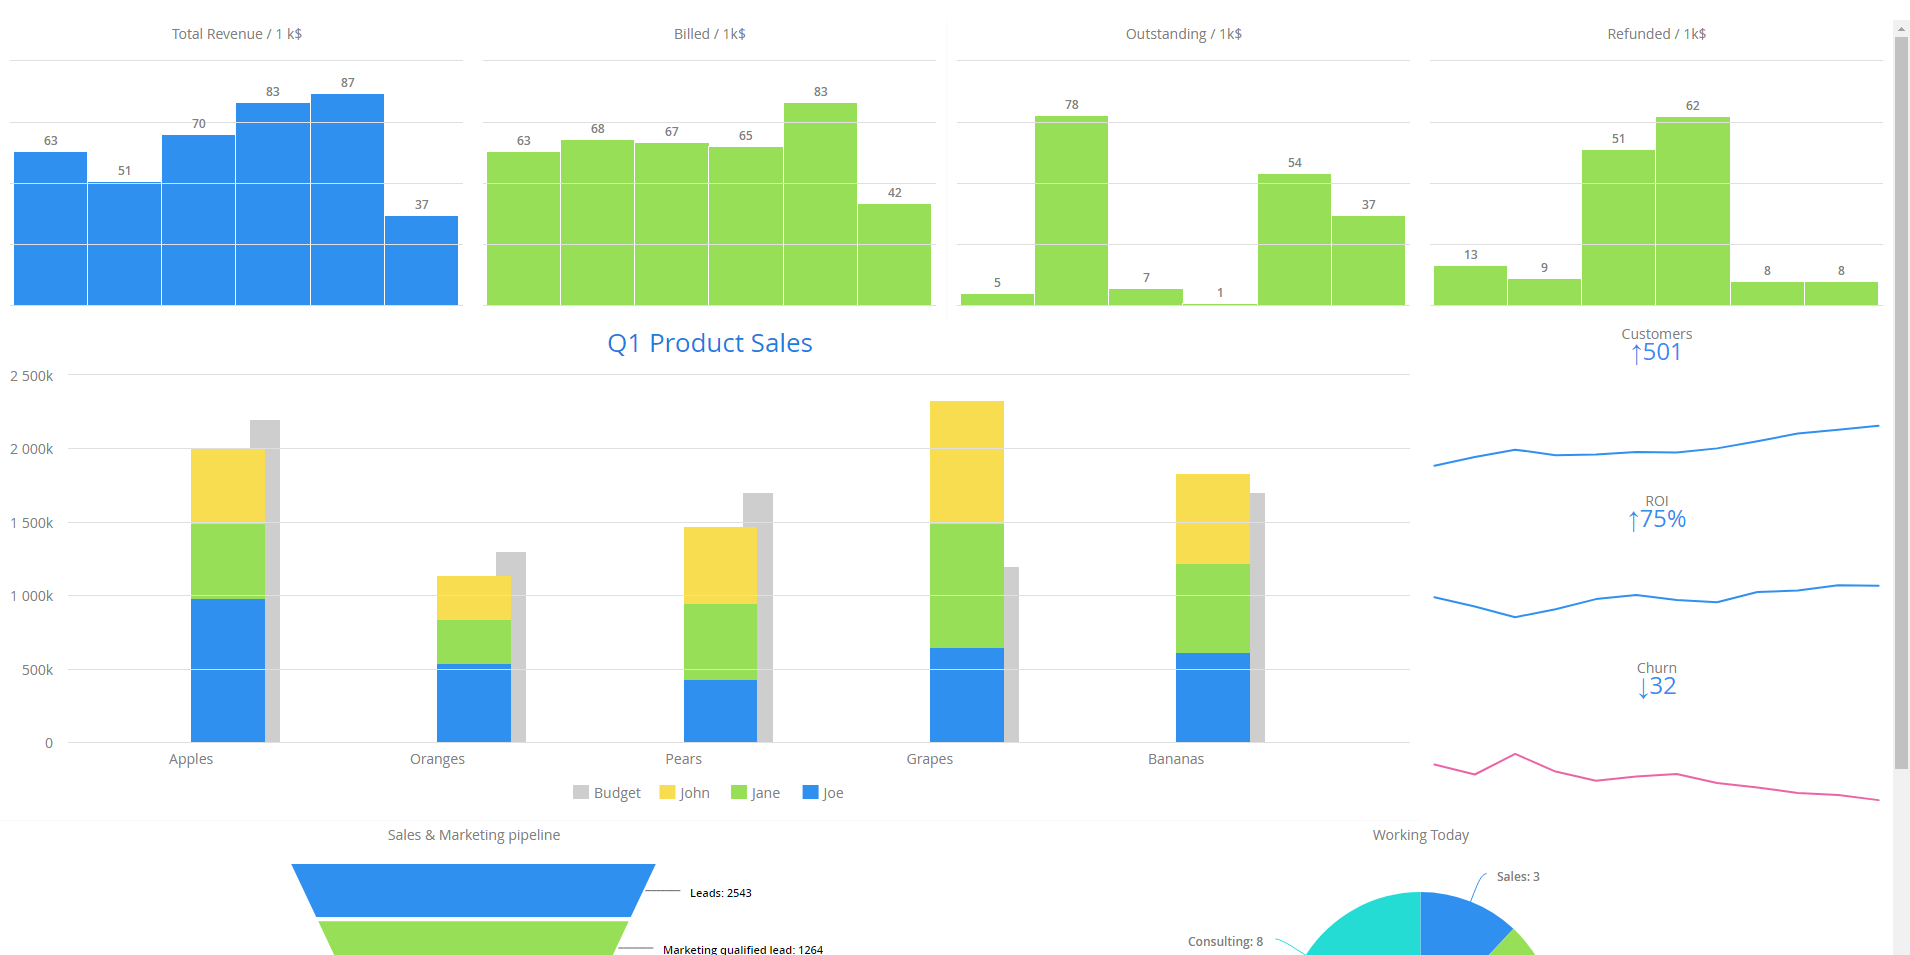 Total Revenue / 1 k$
63
51
70
83
87
37
Billed / 1k$
63
68
67
65
83
42
Outstanding / 1k$
5
78
7
1
54
37
Refunded / 1k$
13
9
51
62
8
8
Q1 Product Sales
2 500k
2 000k
1 500k
1 000k
500k
0
Apples
Oranges
Pears
Grapes
Bananas
Budget
John
Jane
Joe
Customers
↑501
ROI
↑75%
Churn
↓32
Sales & Marketing pipeline
Leads: 2543
Marketing qualified lead: 1264
Working Today
Sales: 3
Consulting: 8